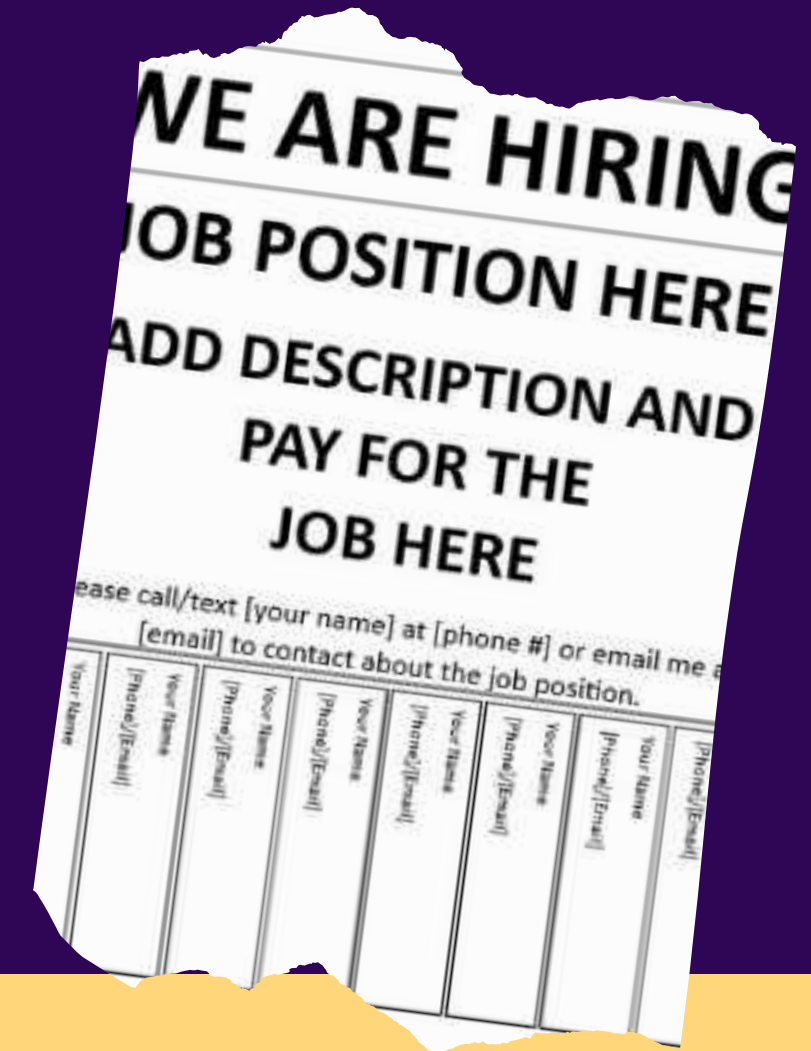 WE ARE HIRING
JOB POSITION HERE
ADD DESCRIPTION AND
PAY FOR THE
JOB HERE
ease call/text [your name] at [phone #] or email me a
[email] to contact about the job position.
Your Name
[Phone]/[Email]
Your Name
[Phone]/[Email]
Your Name
[Phone]/[Email]
Your Name
[Phone]/[Email]
Your Name
[Phone]/[Email]
Your Name
[Phone]/[Email]
Your Name
[Phone]/[Email]